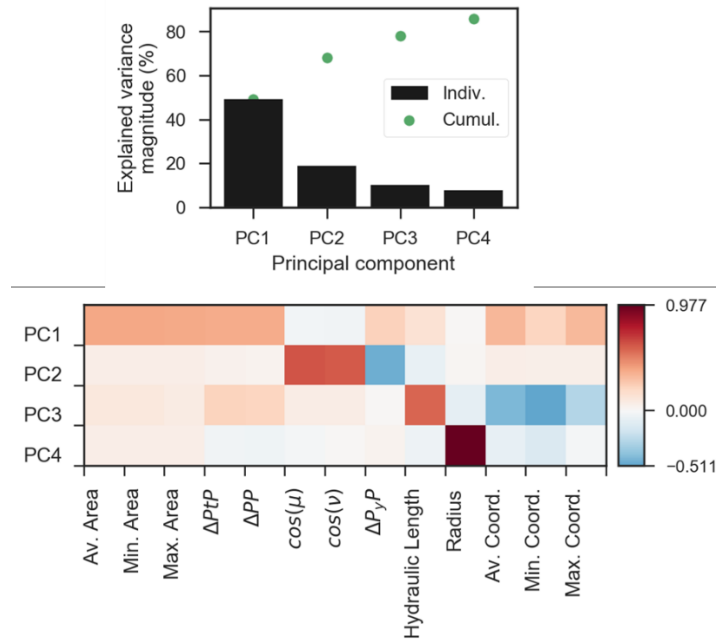 Explained variance
magnitude (%)
80
60
40
20
0
Indiv.
Cumul.
PC1 PC2 PC3 PC4
Principal component
PC1
PC2
PC3
PC4
0.977
0.000
−0.511
Av. Area
Min. Area
Max. Area
ΔPtP
ΔPP
cos(μ)
cos(ν)
ΔPyP
Hydraulic Length
Radius
Av. Coord.
Min. Coord.
Max. Coord.